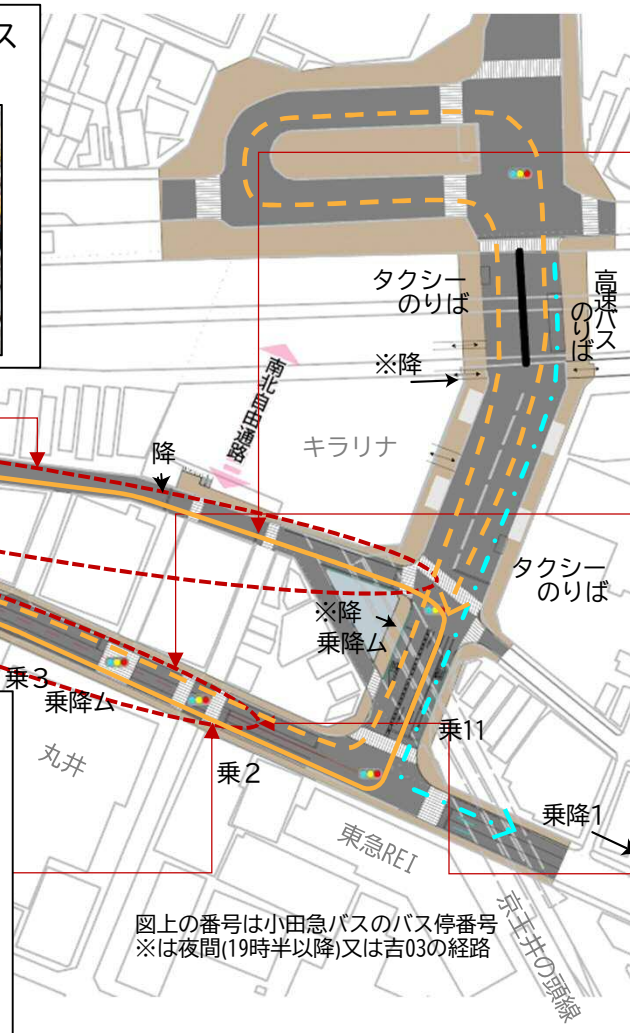 ス
タクシー
のりば
高速バス
のりば
※降
南北自由通路
キラリナ
降
タクシー
のりば
※降
乗降ム
乗3
乗降ム
乗11
丸井
乗2
乗降1
東急REI
京王井の頭線
図上の番号は小田急バスのバス停番号
※は夜間(19時半以降)又は吉03の経路